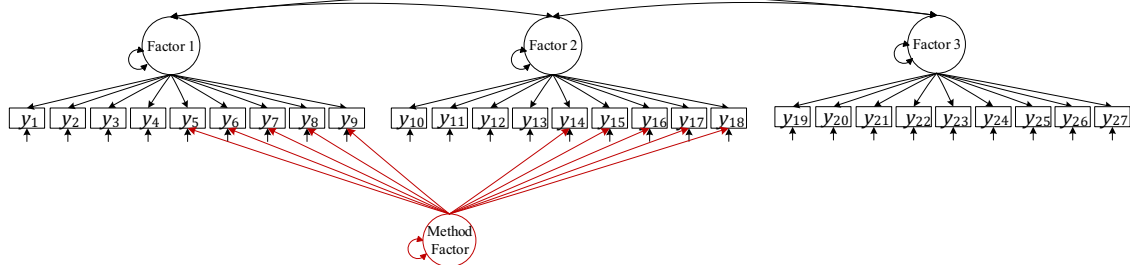 Factor 1
Factor 2
Factor 3
y1 y2 y3 y4 y5 y6 y7 y8 y9
y10 y11 y12 y13 y14 y15 y16 y17 y18
y19 y20 y21 y22 y23 y24 y25 y26 y27
Method
Factor